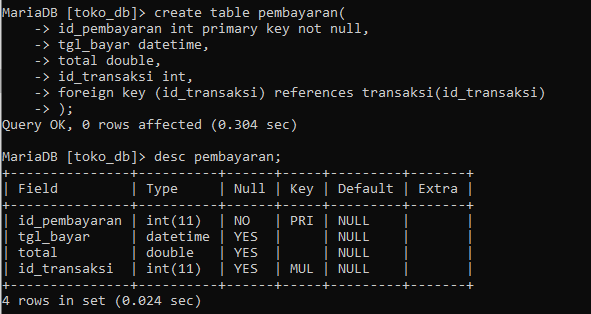 MariaDB [toko_db]> create table pembayaran(
    -> id_pembayaran int primary key not null,
    -> tgl_bayar datetime,
    -> total double,
    -> id_transaksi int,
    -> foreign key (id_transaksi) references transaksi(id_transaksi)
    -> );
Query OK, 0 rows affected (0.304 sec)

MariaDB [toko_db]> desc pembayaran;
+---------------+----------+------+-----+---------+-------+
| Field         | Type     | Null | Key | Default | Extra |
+---------------+----------+------+-----+---------+-------+
| id_pembayaran | int(11)  | NO   | PRI | NULL    |       |
| tgl_bayar     | datetime | YES  |     | NULL    |       |
| total         | double   | YES  |     | NULL    |       |
| id_transaksi  | int(11)  | YES  | MUL | NULL    |       |
+---------------+----------+------+-----+---------+-------+
4 rows in set (0.024 sec)